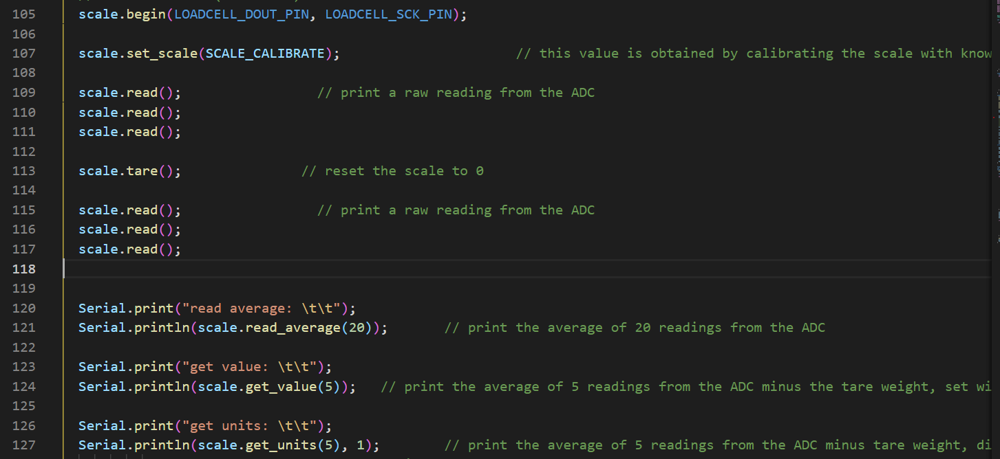 105 scale.begin(LOADCELL_DOUT_PIN, LOADCELL_SCK_PIN);
106
107 scale.set_scale(SCALE_CALIBRATE); // this value is obtained by calibrating the scale with know
108
109 scale.read(); // print a raw reading from the ADC
110 scale.read();
111 scale.read();
112
113 scale.tare(); // reset the scale to 0
114
115 scale.read(); // print a raw reading from the ADC
116 scale.read();
117 scale.read();
118
119
120 Serial.print("read average: \t\t");
121 Serial.println(scale.read_average(20)); // print the average of 20 readings from the ADC
122
123 Serial.print("get value: \t\t");
124 Serial.println(scale.get_value(5)); // print the average of 5 readings from the ADC minus the tare weight, set wi
125
126 Serial.print("get units: \t\t");
127 Serial.println(scale.get_units(5), 1); // print the average of 5 readings from the ADC minus tare weight, di